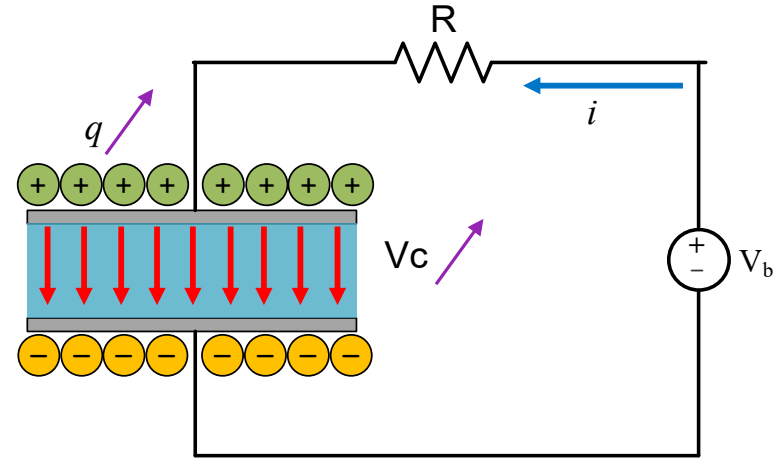 R
i
q
+ + + + + + + +
Vc
+
−
V_b
− − − − − − − −